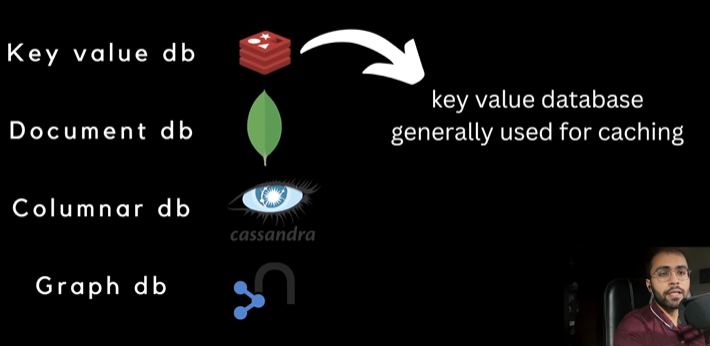 Key value db
key value database
generally used for caching
Document db
Columnar db
cassandra
Graph db